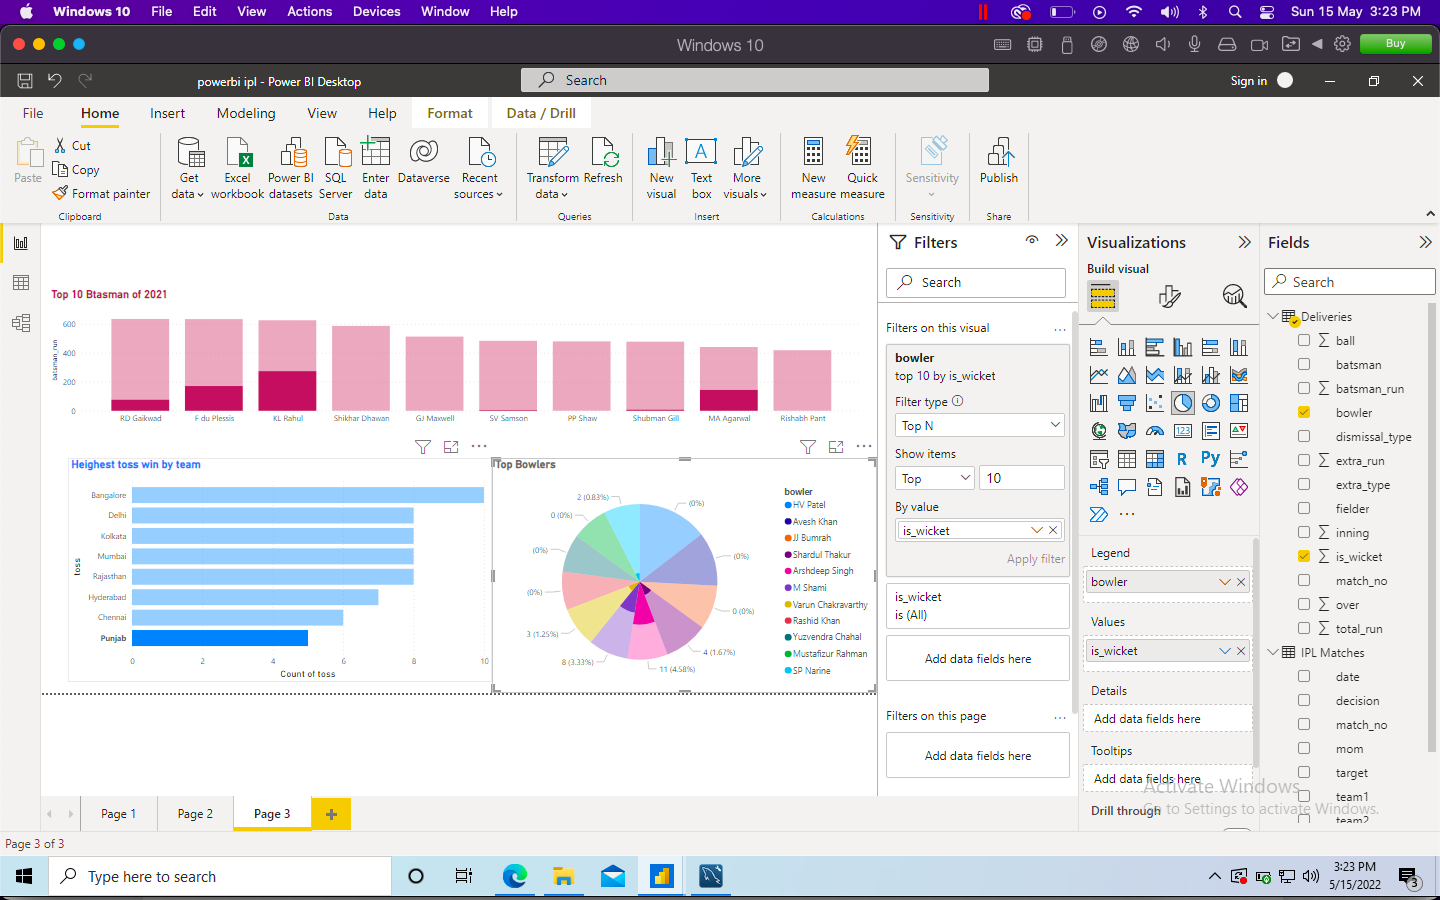 Windows 10 File Edit View Actions Devices Window Help Sun 15 May 3:23 PM
Windows 10 Buy
powerbi ipl - Power BI Desktop Search Sign in
File Home Insert Modeling View Help Format Data / Drill
Paste
Cut
Copy
Format painter
Clipboard
Get data
Excel workbook
Power BI datasets
SQL Server
Enter data
Dataverse
Recent sources
Data
Transform data
Refresh
Queries
New visual
Text box
More visuals
Insert
New measure
Quick measure
Calculations
Sensitivity
Sensitivity
Publish
Share
Top 10 Btasman of 2021
batsman_run
600
400
200
0
RD Gaikwad F du Plessis KL Rahul Shikhar Dhawan GJ Maxwell SV Samson PP Shaw Shubman Gill MA Agarwal Rishabh Pant
Heighest toss win by team
toss
Bangalore
Delhi
Kolkata
Mumbai
Rajasthan
Hyderabad
Chennai
Punjab
0 2 4 6 8 10
Count of toss
Top Bowlers
2 (0.83%)
(0%)
0 (0%)
(0%)
(0%)
(0%)
0 (0%)
3 (1.25%)
4 (1.67%)
8 (3.33%)
11 (4.58%)
bowler
HV Patel
Avesh Khan
JJ Bumrah
Shardul Thakur
Arshdeep Singh
M Shami
Varun Chakravarthy
Rashid Khan
Yuzvendra Chahal
Mustafizur Rahman
SP Narine
Filters
Search
Filters on this visual
bowler
top 10 by is_wicket
Filter type
Top N
Show items
Top 10
By value
is_wicket
Apply filter
is_wicket
is (All)
Add data fields here
Filters on this page
Add data fields here
Visualizations
Build visual
R Py
123
Legend
bowler
Values
is_wicket
Details
Add data fields here
Tooltips
Add data fields here
Drill through
Fields
Search
Deliveries
ball
batsman
batsman_run
bowler
dismissal_type
extra_run
extra_type
fielder
inning
is_wicket
match_no
over
total_run
IPL Matches
date
decision
match_no
mom
target
team1
team2
Activate Windows
Go to Settings to activate Windows.
Page 1 Page 2 Page 3
Page 3 of 3
Type here to search
3:23 PM
5/15/2022
3